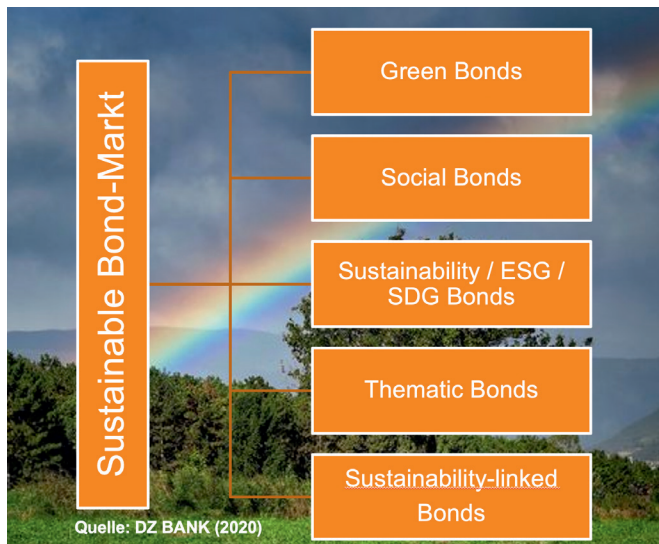 Sustainable Bond-Markt
Green Bonds
Social Bonds
Sustainability / ESG /
SDG Bonds
Thematic Bonds
Sustainability-linked
Bonds
Quelle: DZ BANK (2020)